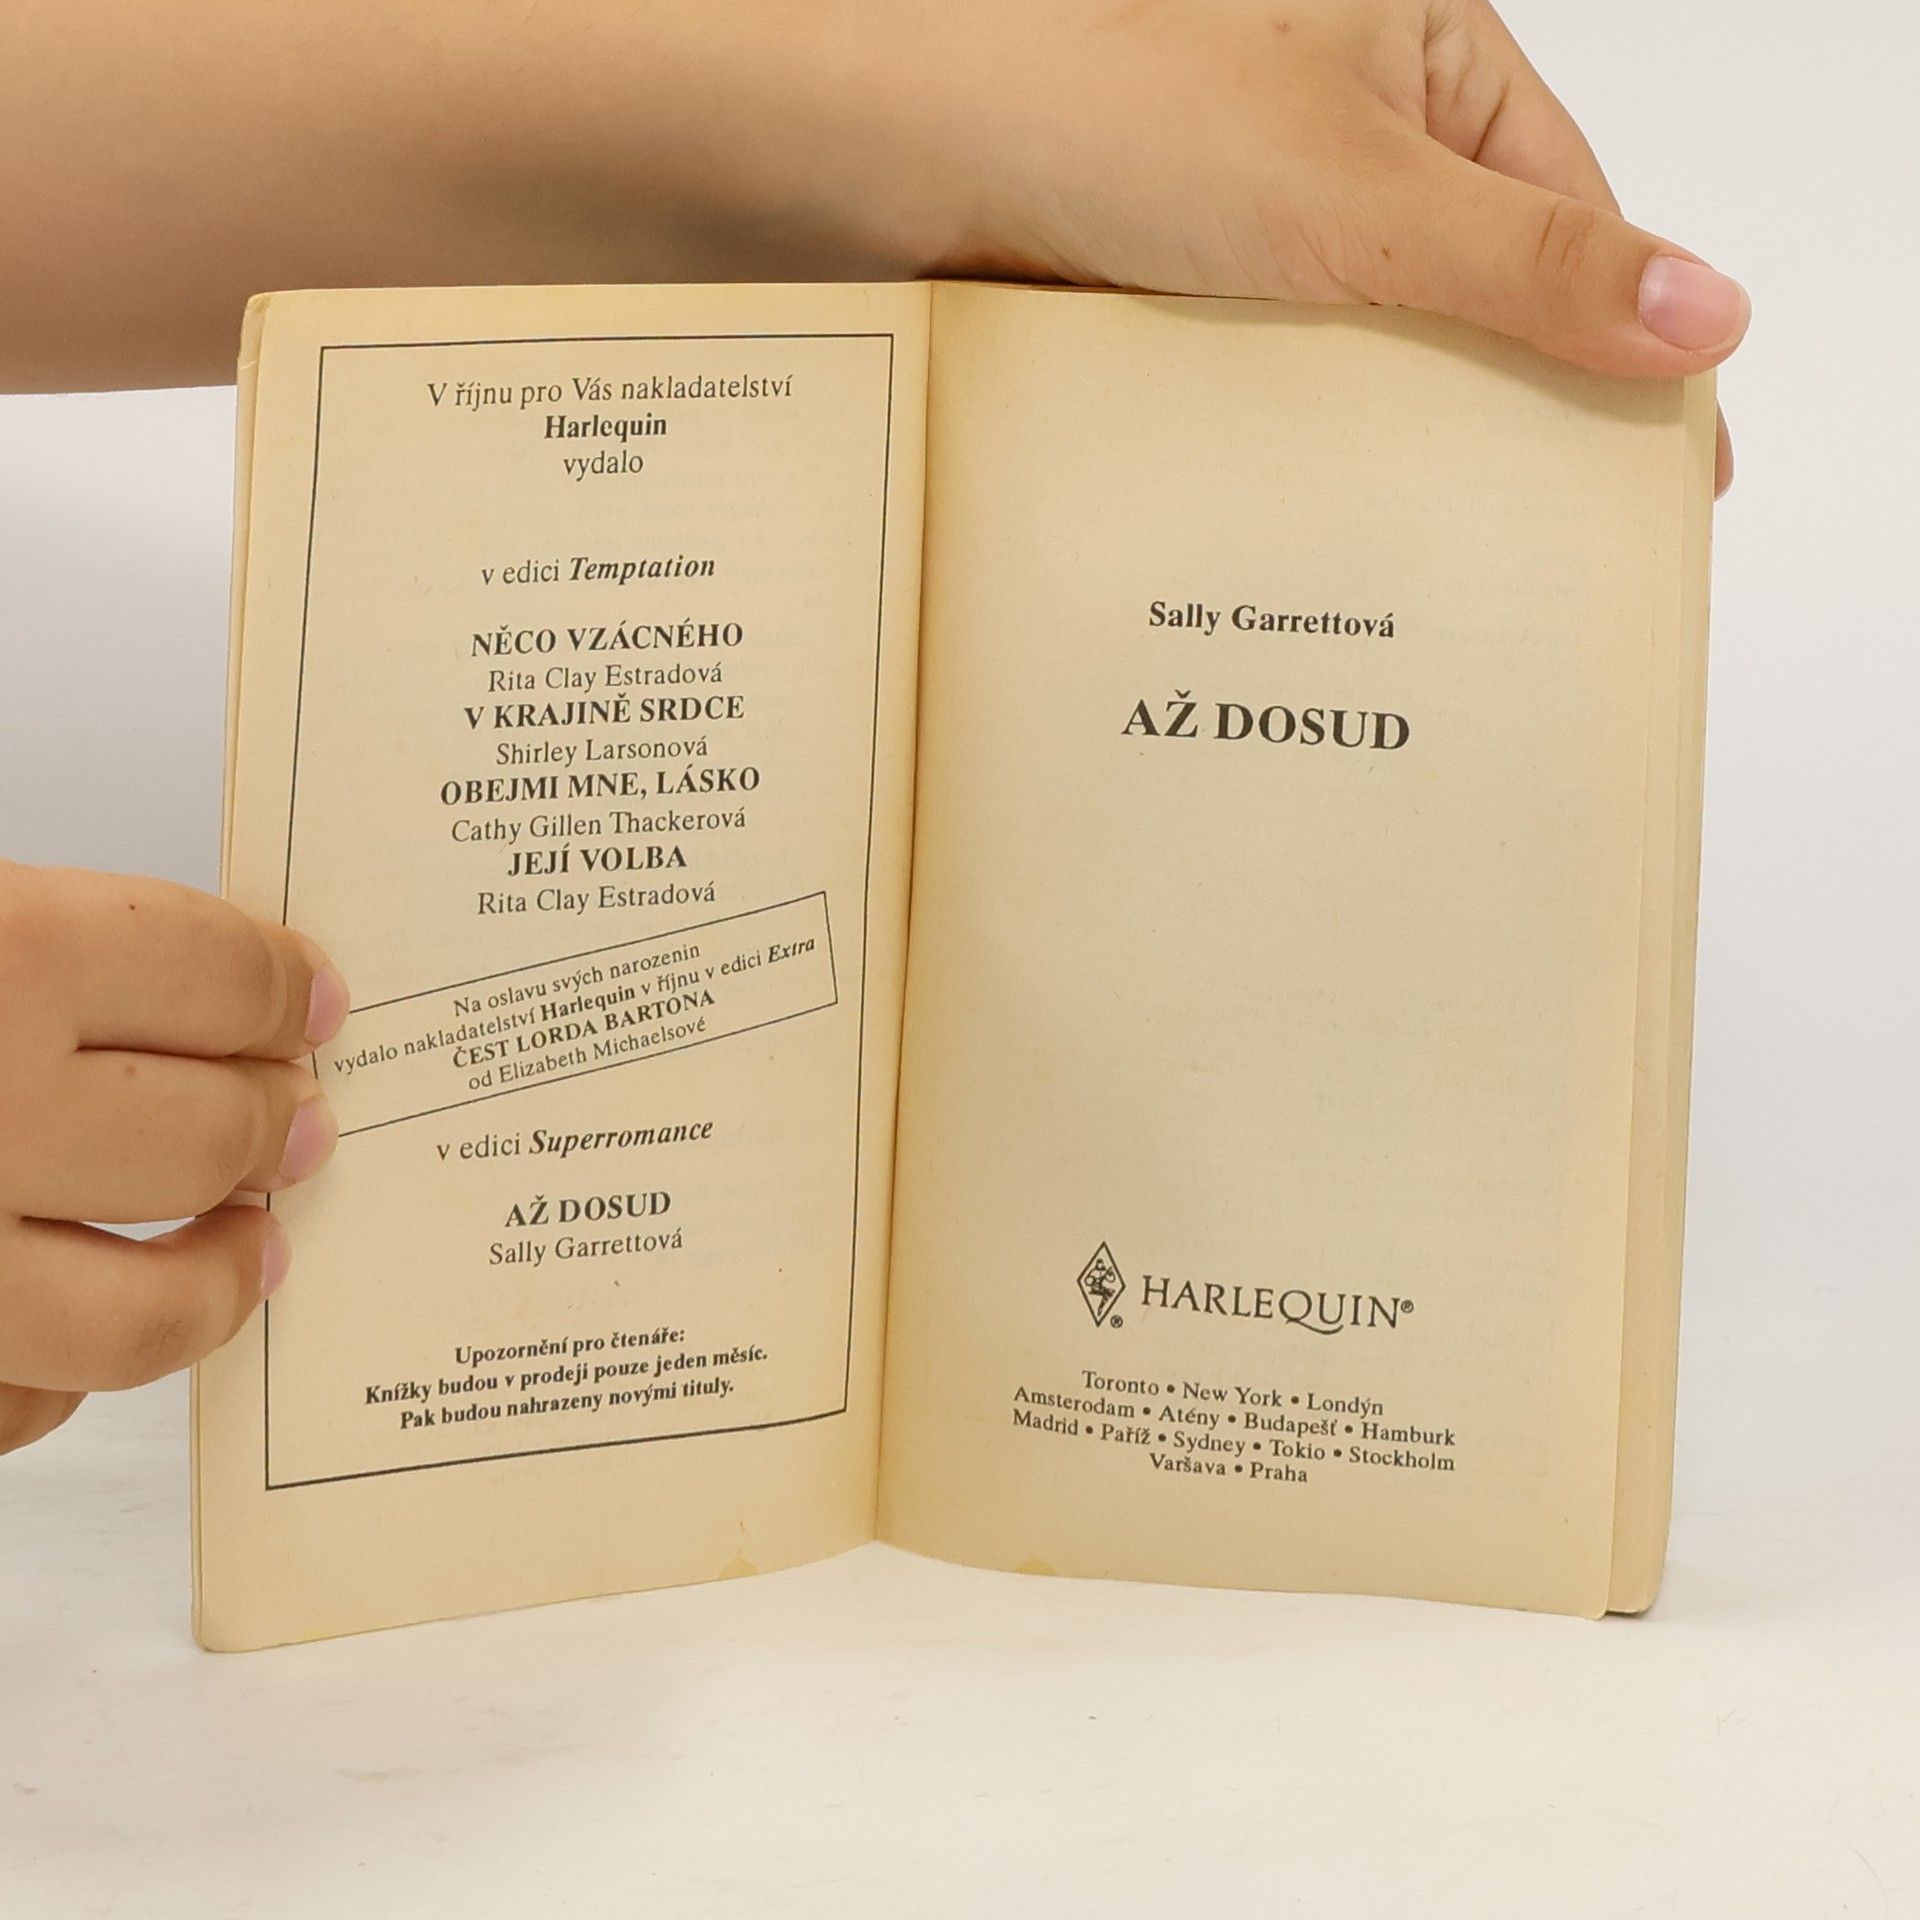 V říjnu pro Vás nakladatelství
Harlequin
vydalo
v edici Temptation
NĚCO VZÁCNÉHO
Rita Clay Estradová
V KRAJINĚ SRDCE
Shirley Larsonová
OBEJMI MNE, LÁSKO
Cathy Gillen Thackerová
JEJÍ VOLBA
Rita Clay Estradová
Na oslavu svých narozenin
vydalo nakladatelství Harlequin v říjnu v edici Extra
ČEST LORDA BARTONA
od Elizabeth Michaelsové
v edici Superromance
AŽ DOSUD
Sally Garrettová
Upozornění pro čtenáře:
Knížky budou v prodeji pouze jeden měsíc.
Pak budou nahrazeny novými tituly.
Sally Garrettová
AŽ DOSUD
® HARLEQUIN®
Toronto • New York • Londýn
Amsterodam • Atény • Budapešť • Hamburk
Madrid • Paříž • Sydney • Tokio • Stockholm
Varšava • Praha